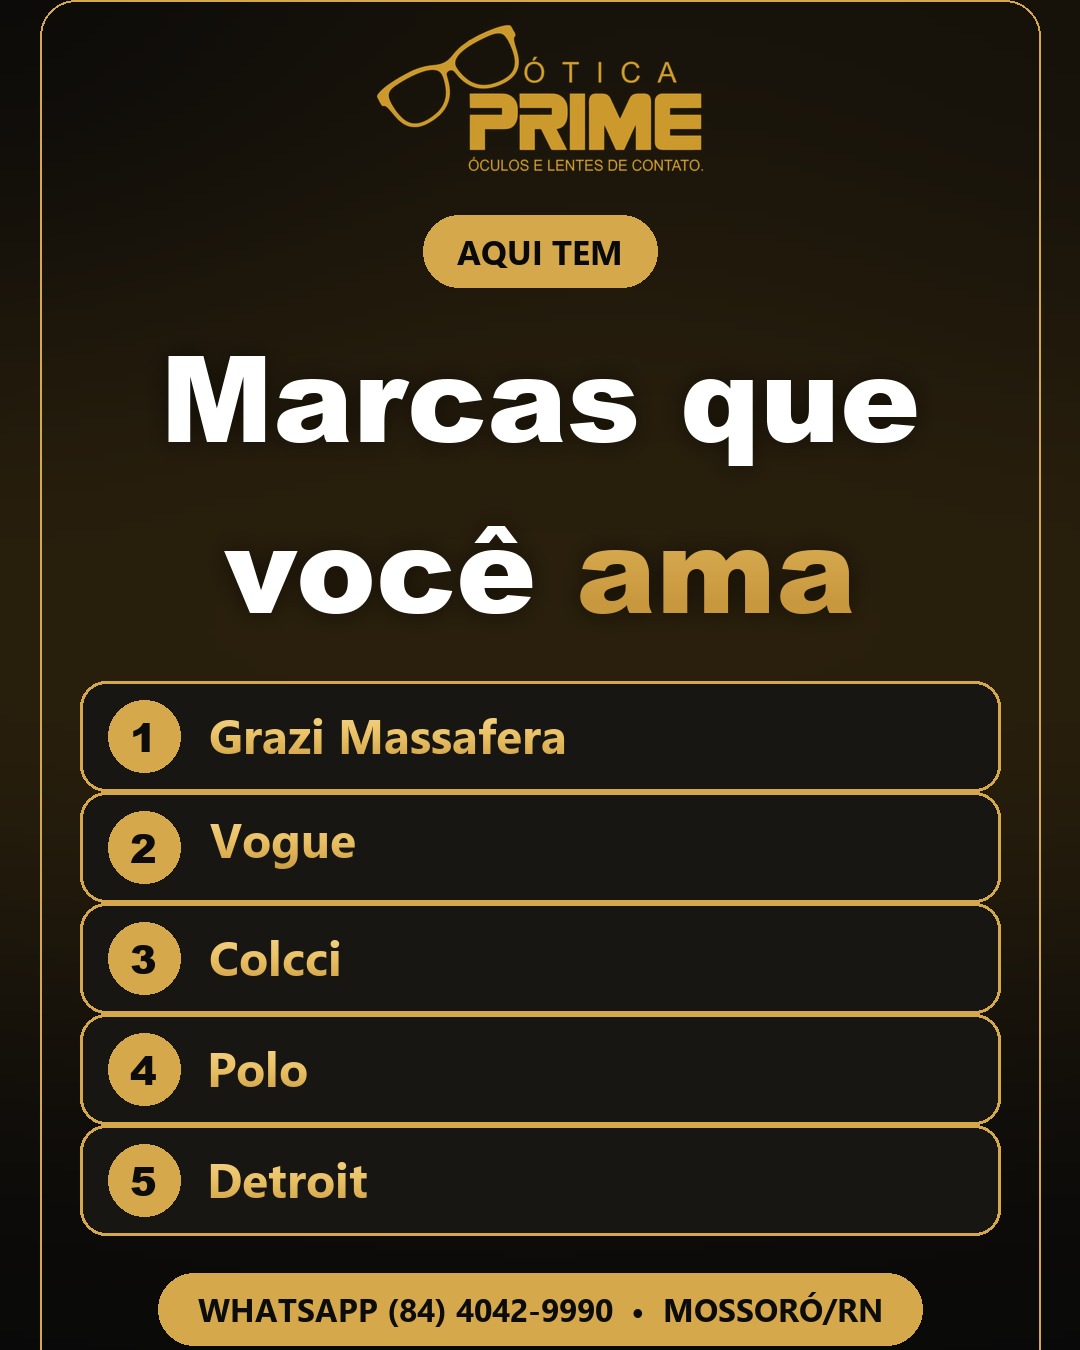 ÓTICA
PRIME
ÓCULOS E LENTES DE CONTATO.
AQUI TEM
Marcas que
você ama
1 Grazi Massafera
2 Vogue
3 Colcci
4 Polo
5 Detroit
WHATSAPP (84) 4042-9990 • MOSSORÓ/RN